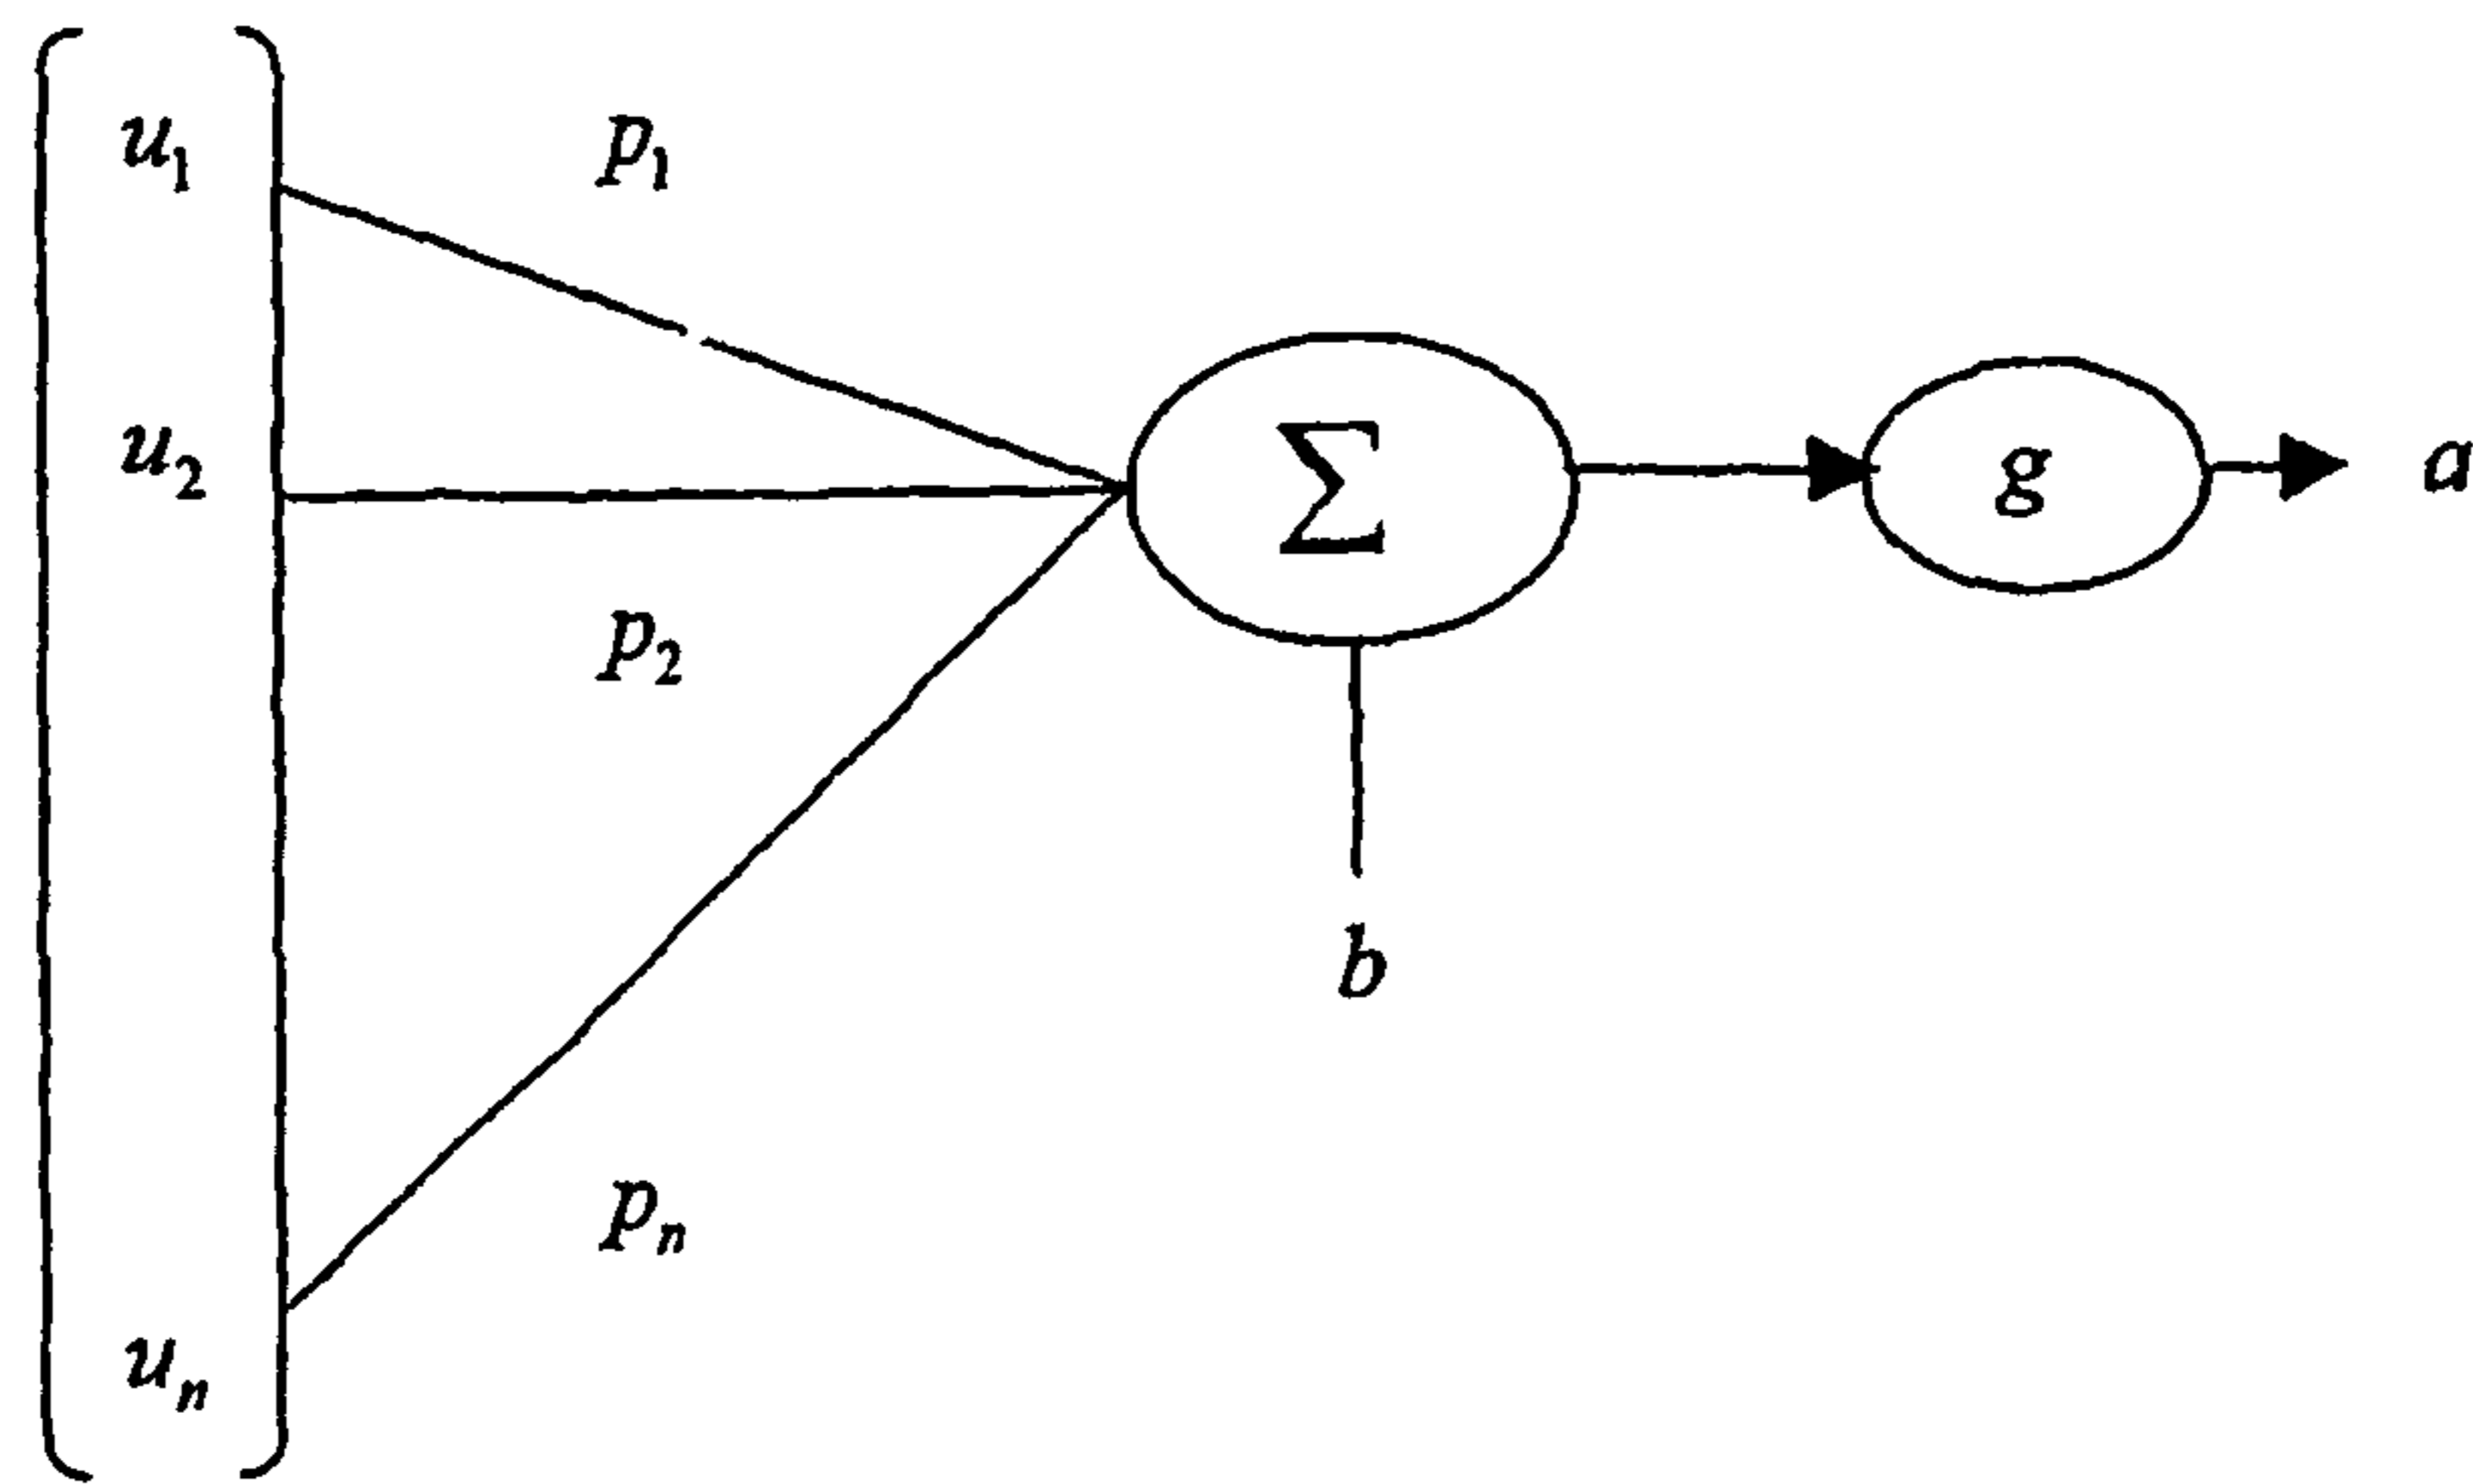 u₁
p₁
u₂
Σ
g
a
p₂
b
pₙ
uₙ